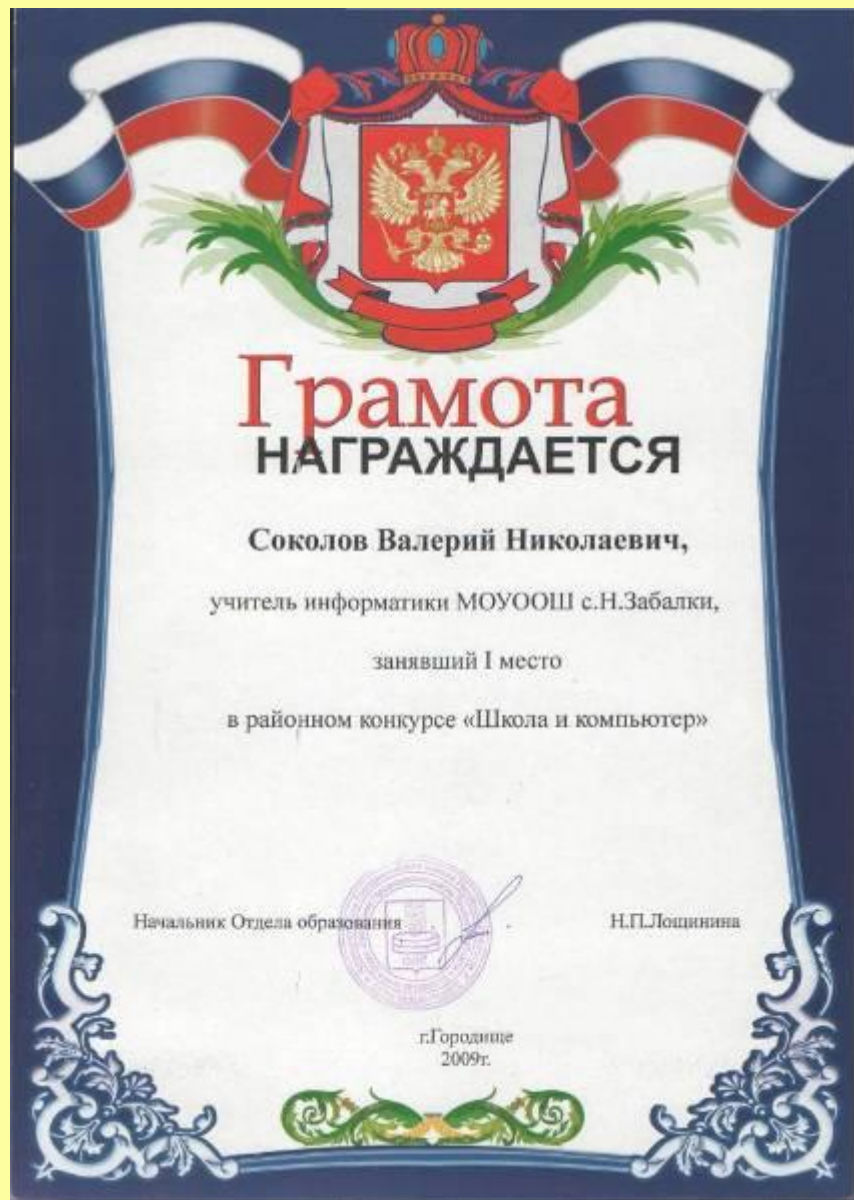 Грамота
НАГРАЖДАЕТСЯ
Соколов Валерий Николаевич,
учитель информатики МОУООШ с.Н.Забалки,
занявший I место
в районном конкурсе «Школа и компьютер»
Начальник Отдела образования Н.П.Лощинина
г.Городище
2009г.